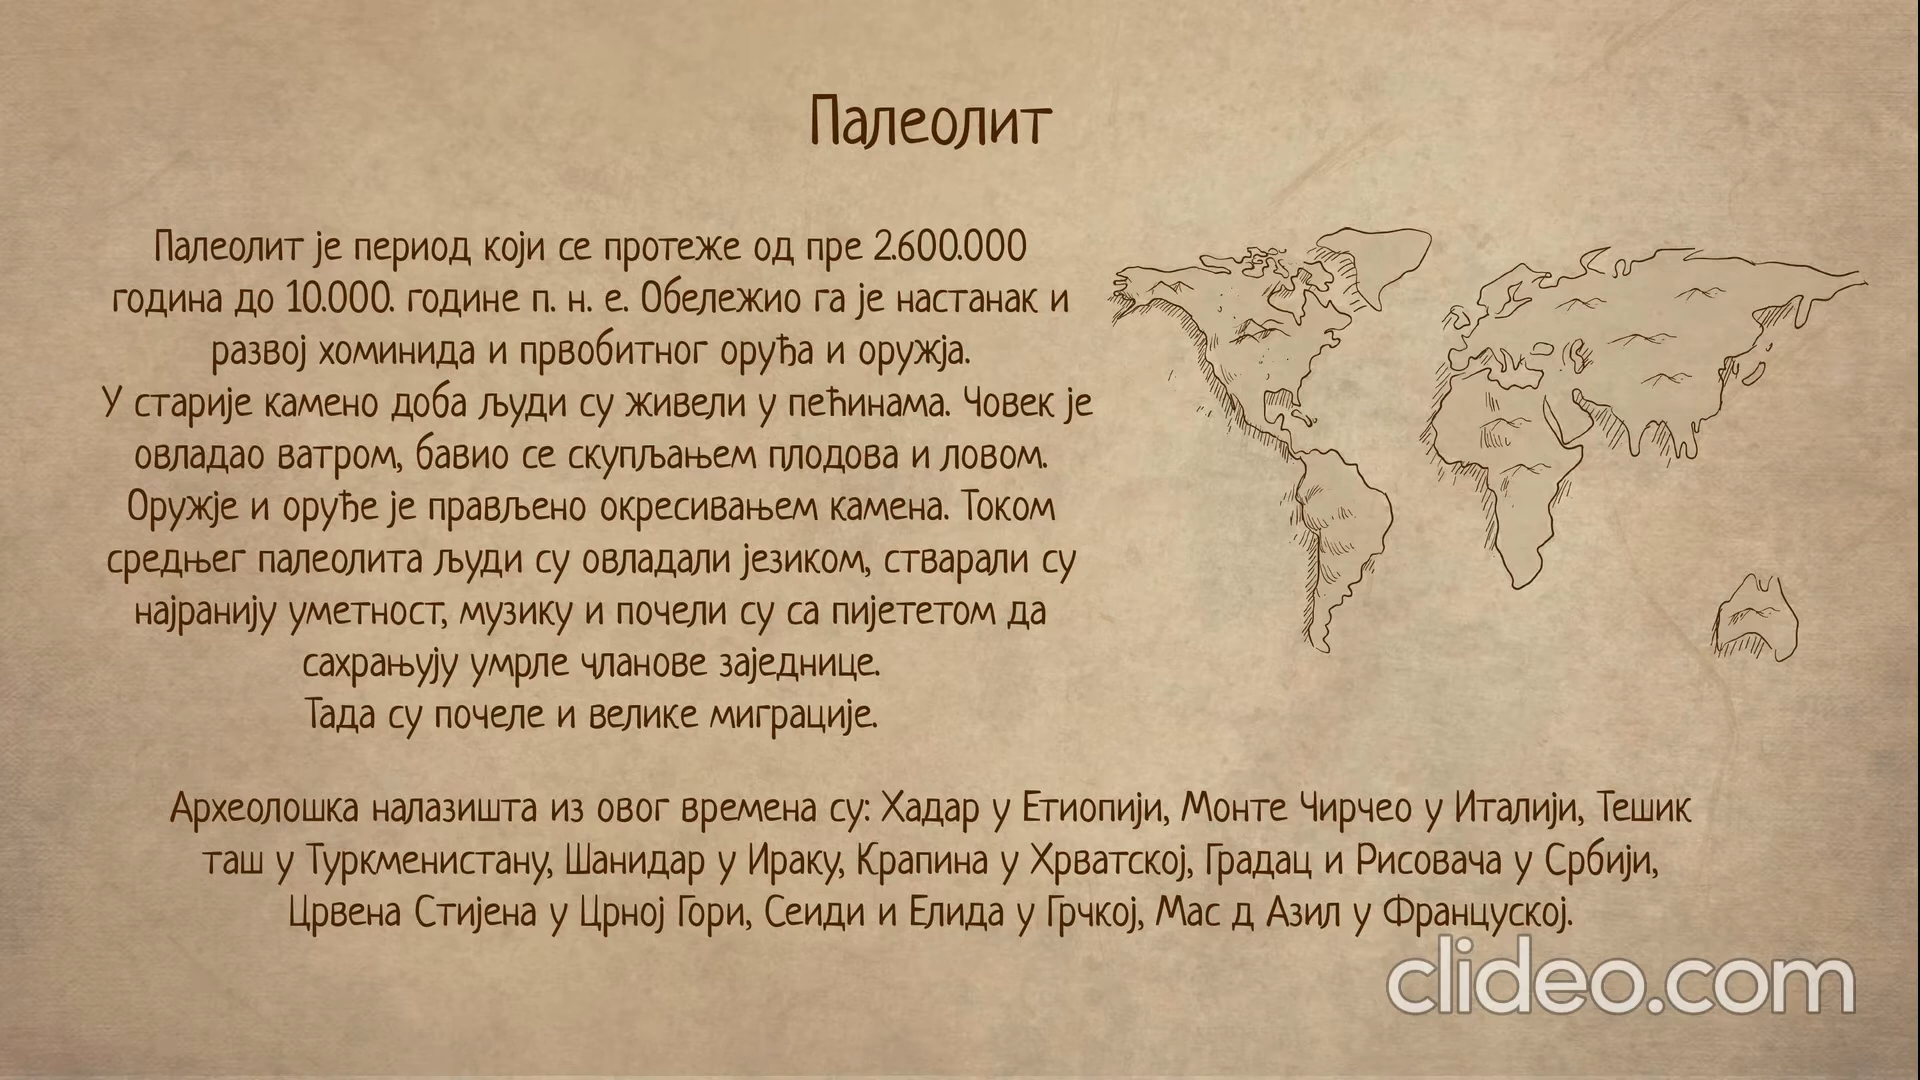 Палеолит
Палеолит је период који се протеже од пре 2.600.000
година до 10.000. године п. н. е. Обележио га је настанак и
развој хоминида и првобитног оруђа и оружја.
У старије камено доба људи су живели у пећинама. Човек је
овладао ватром, бавио се скупљањем плодова и ловом.
Оружје и оруђе је прављено окресивањем камена. Током
средњег палеолита људи су овладали језиком, стварали су
најранију уметност, музику и почели су са пијететом да
сахрањују умрле чланове заједнице.
Тада су почеле и велике миграције.
Археолошка налазишта из овог времена су: Хадар у Етиопији, Монте Чирчео у Италији, Тешик
таш у Туркменистану, Шанидар у Ираку, Крапина у Хрватској, Градац и Рисовача у Србији,
Црвена Стијена у Црној Гори, Сеиди и Елида у Грчкој, Мас д Азил у Француској.
clideo.com